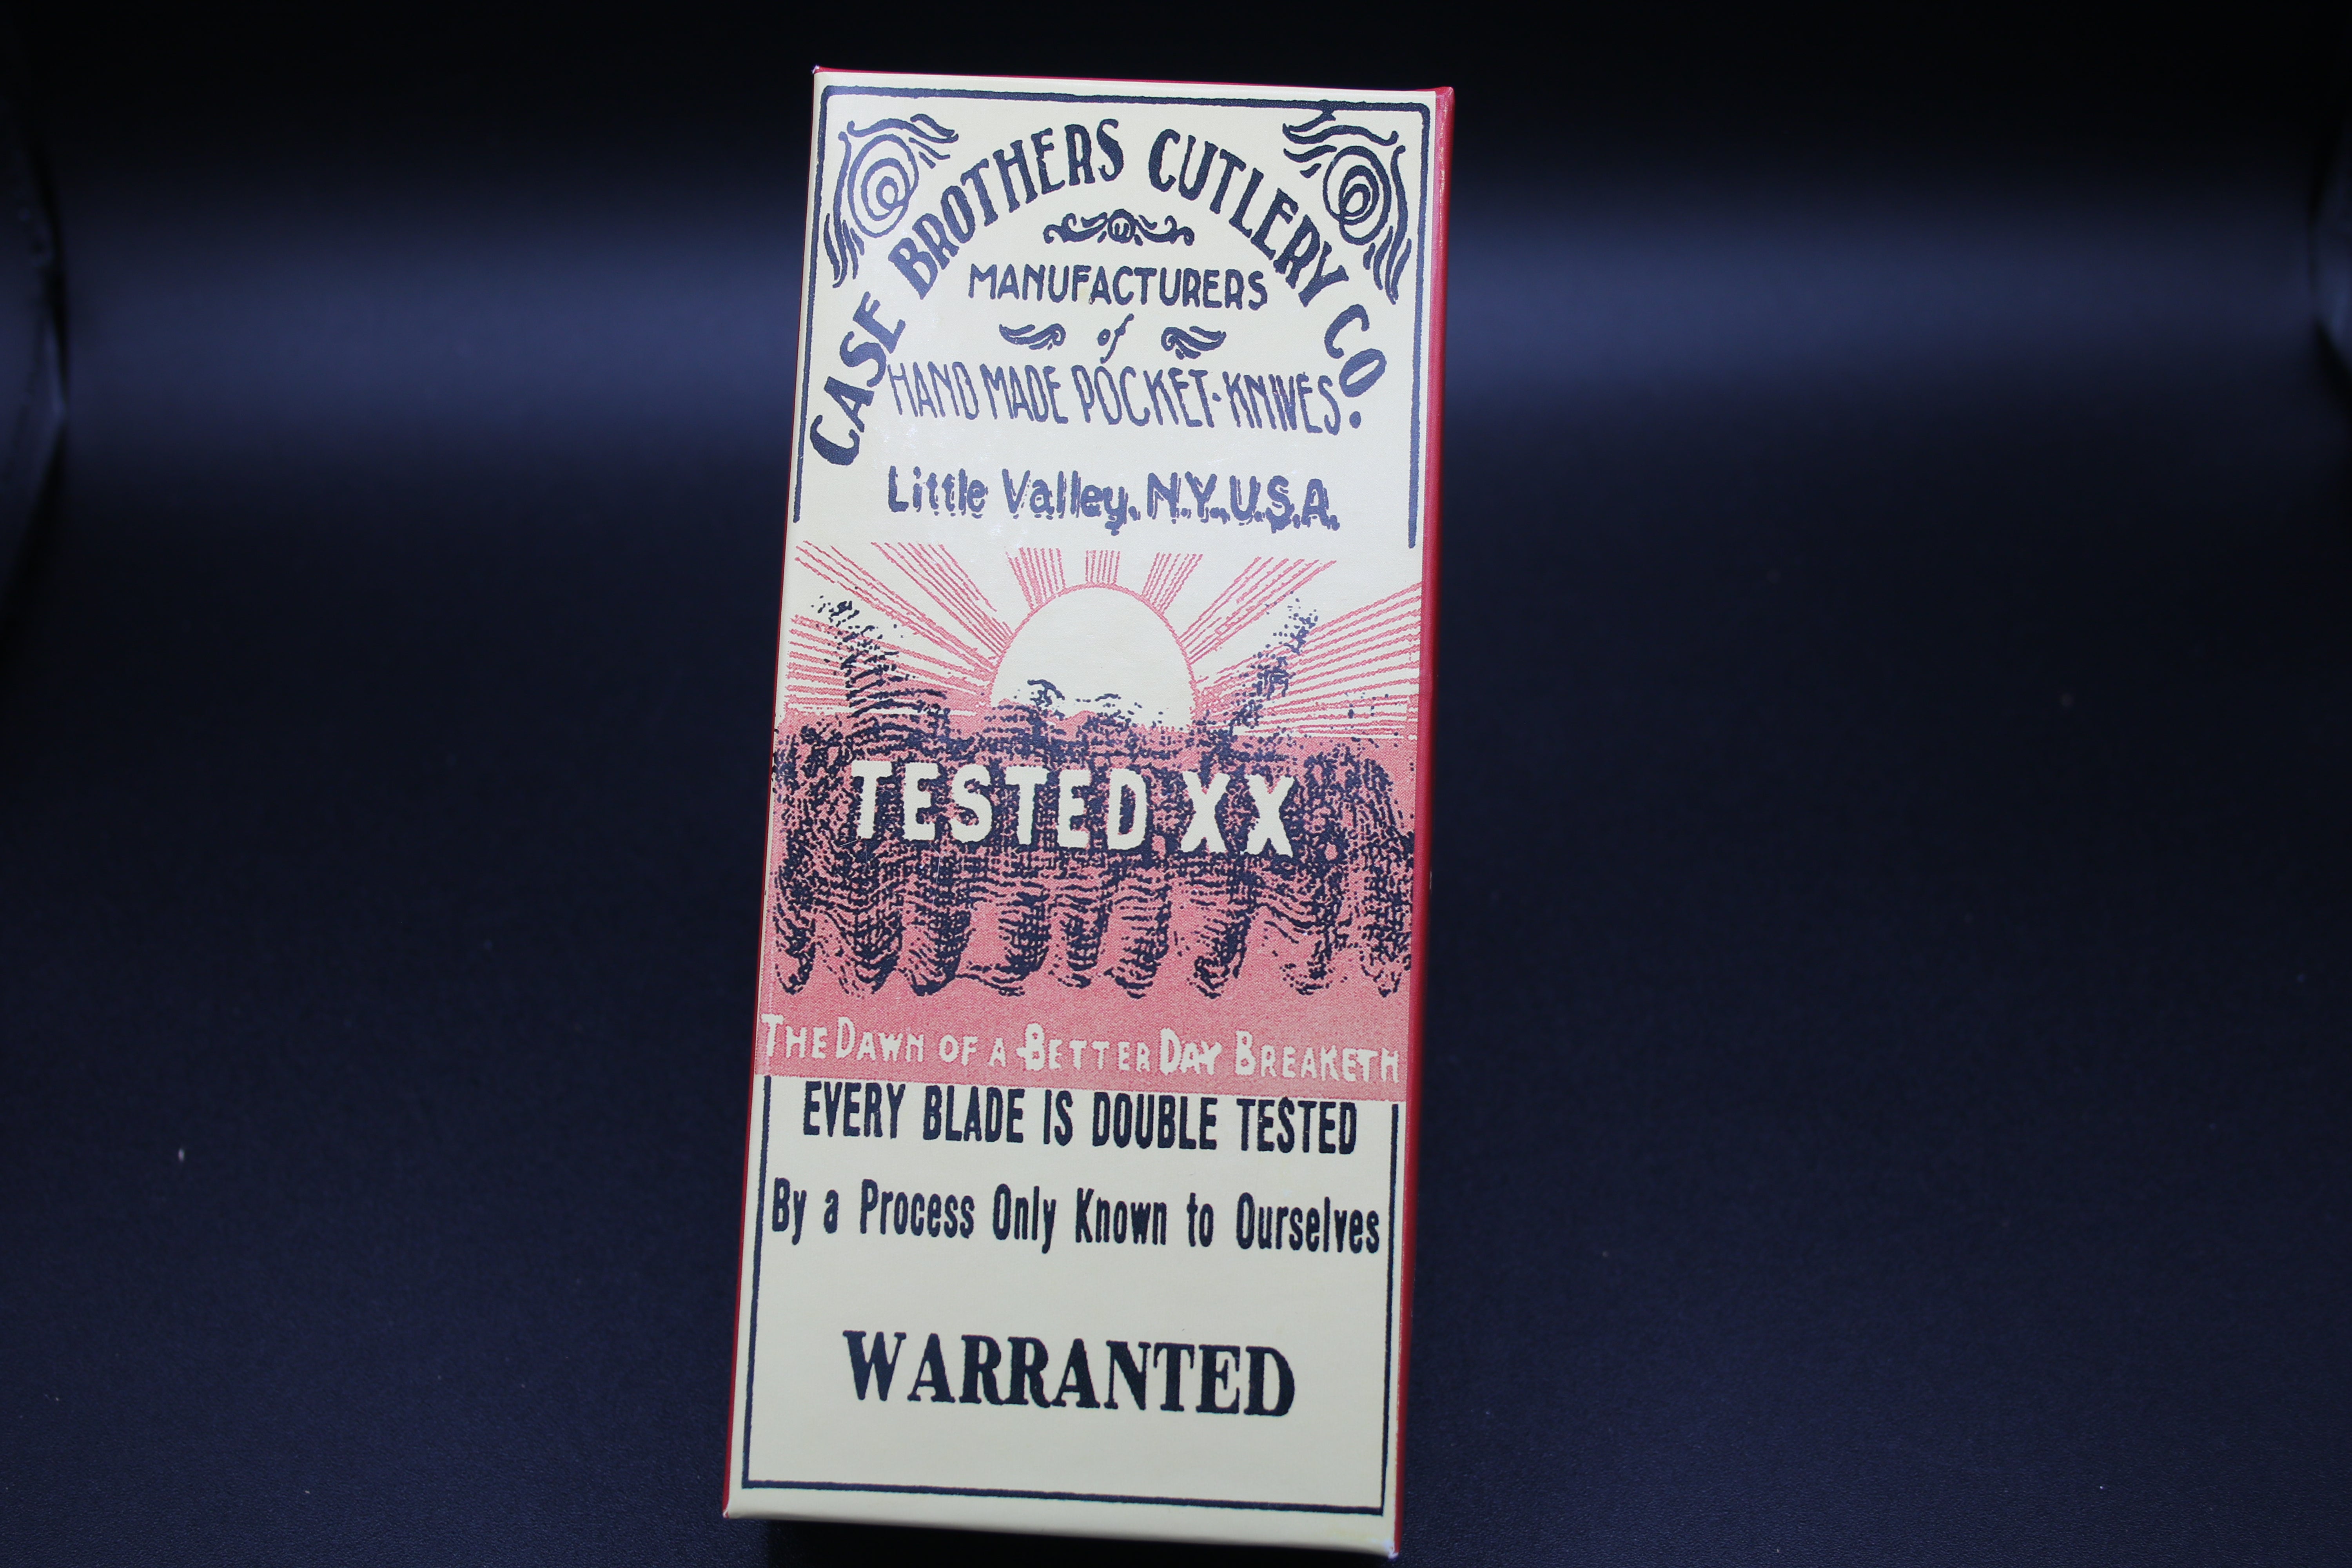 CASE BROTHERS CUTLERY CO.
MANUFACTURERS
of
HAND MADE POCKET-KNIVES
Little Valley, N.Y. U.S.A.
TESTED XX
THE DAWN OF A BETTER DAY BREAKETH
EVERY BLADE IS DOUBLE TESTED
By a Process Only Known to Ourselves
WARRANTED